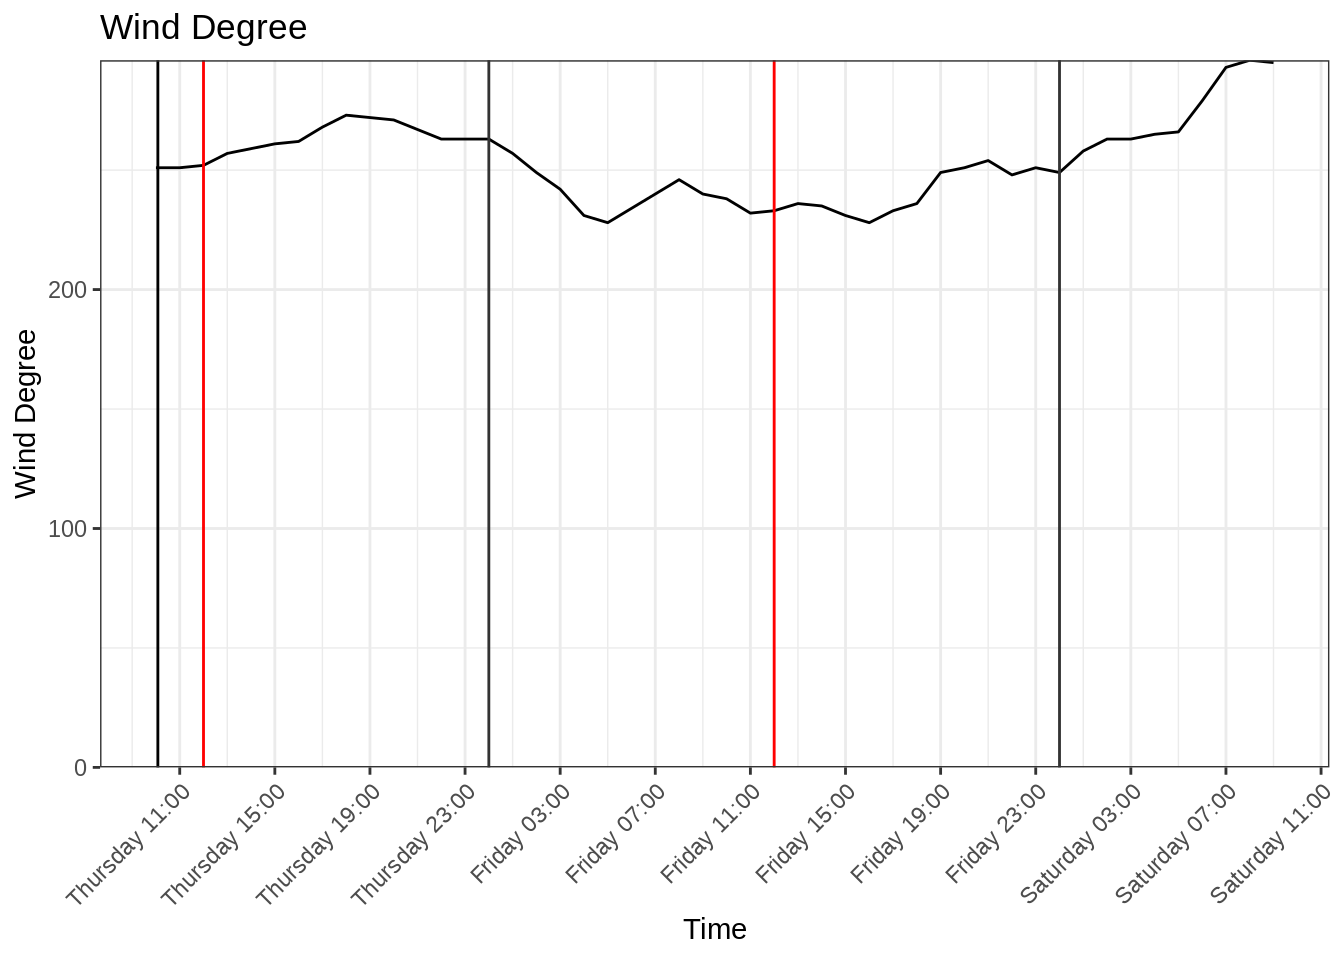 Wind Degree
Wind Degree
200
100
0
Thursday 11:00
Thursday 15:00
Thursday 19:00
Thursday 23:00
Friday 03:00
Friday 07:00
Friday 11:00
Friday 15:00
Friday 19:00
Friday 23:00
Saturday 03:00
Saturday 07:00
Saturday 11:00
Time